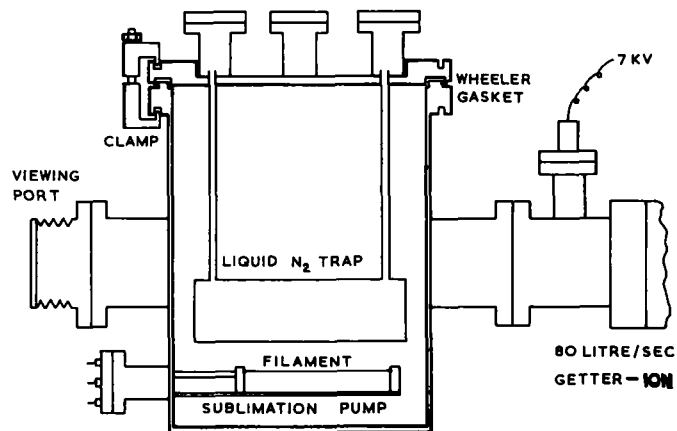 7 KV
WHEELER
GASKET
CLAMP
VIEWING
PORT
LIQUID N₂ TRAP
80 LITRE/SEC
GETTER-ION
FILAMENT
SUBLIMATION PUMP